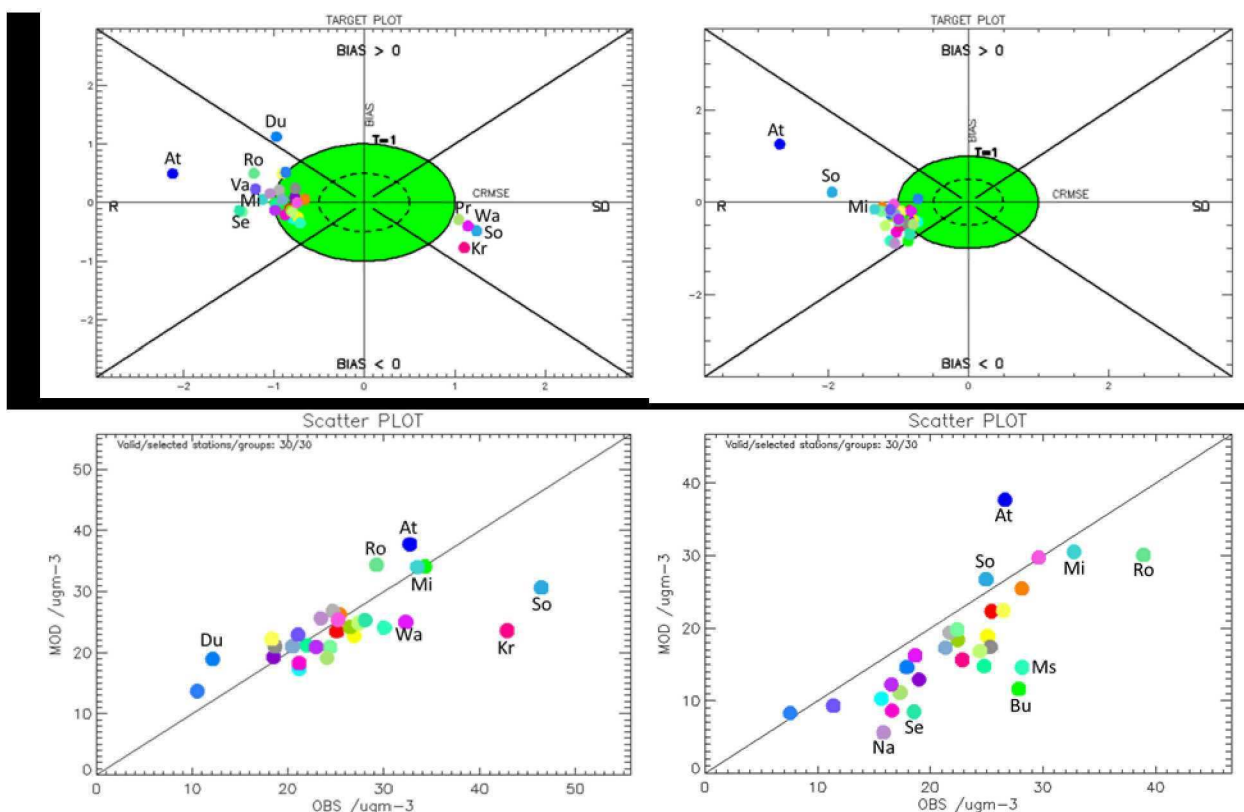 TARGET PLOT
BIAS > 0
BIAS
T=1
CRMSE
R
SD
BIAS < 0
Du
At
Ro
Va
Mi
Se
Pr
Wa
So
Kr
2
1
0
-1
-2
-2 -1 0 1 2
TARGET PLOT
BIAS > 0
BIAS
T=1
CRMSE
R
SD
BIAS < 0
At
So
Mi
2
0
-2
-2 0 2
Scatter PLOT
Valid/selected stations/groups: 30/30
MOD /ugm-3
50
40
30
20
10
0
At
Ro
Mi
So
Wa
Kr
Du
0 10 20 30 40 50
OBS /ugm-3
Scatter PLOT
Valid/selected stations/groups: 30/30
MOD /ugm-3
40
30
20
10
0
At
So
Mi
Ro
Ms
Bu
Se
Na
0 10 20 30 40
OBS /ugm-3